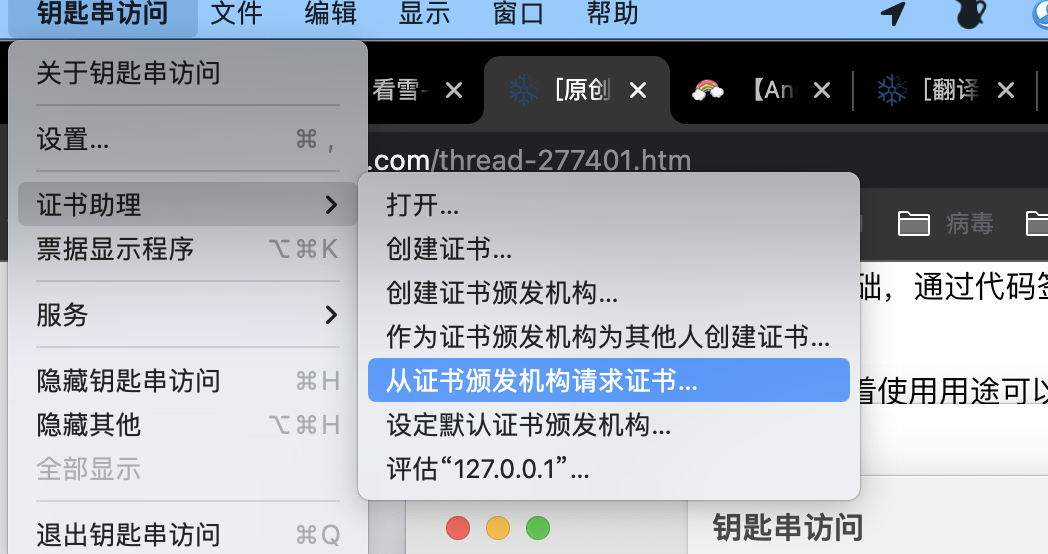 钥匙串访问 文件 编辑 显示 窗口 帮助
关于钥匙串访问
设置... ⌘ ,
证书助理
票据显示程序 ⌥⌘K
服务
隐藏钥匙串访问 ⌘H
隐藏其他 ⌥⌘H
全部显示
退出钥匙串访问 ⌘Q
看雪- [原创 【An [翻译
.com/thread-277401.htm
病毒
打开...
创建证书...
创建证书颁发机构...
作为证书颁发机构为其他人创建证书...
从证书颁发机构请求证书...
设定默认证书颁发机构...
评估“127.0.0.1”...
础，通过代码签
着使用用途可以
钥匙串访问